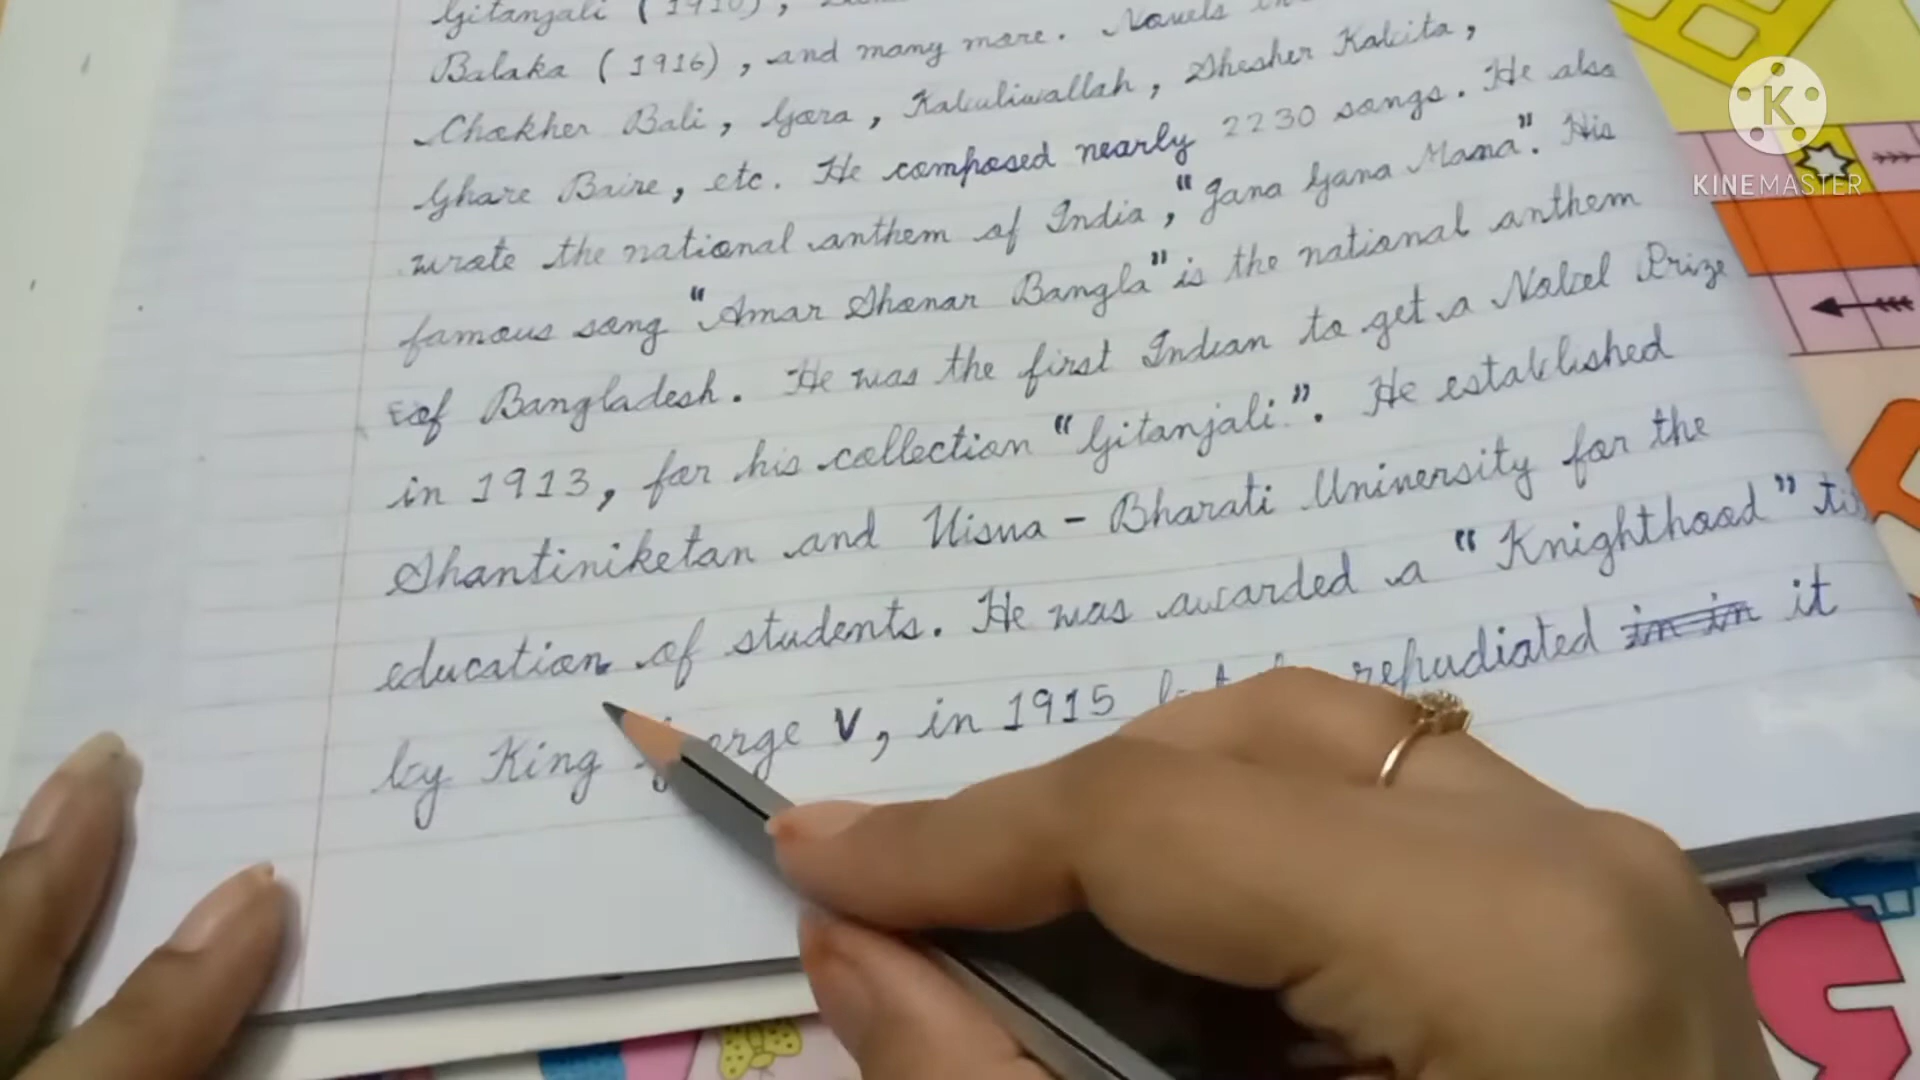 Gitanjali (1910),
Balaka (1916), and many more. Novels
Chokher Bali, Gora, Kabuliwallah, Shesher Kabita,
Ghare Baire, etc. He composed nearly 2230 songs. He also
wrote the national anthem of India, "Jana Gana Mana". His
famous song "Amar Shonar Bangla" is the national anthem
of Bangladesh. He was the first Indian to get a Nobel Prize
in 1913, for his collection "Gitanjali". He established
Shantiniketan and Visva-Bharati University for the
education of students. He was awarded a "Knighthood"
by King George V, in 1915 repudiated it
K
KINEMASTER